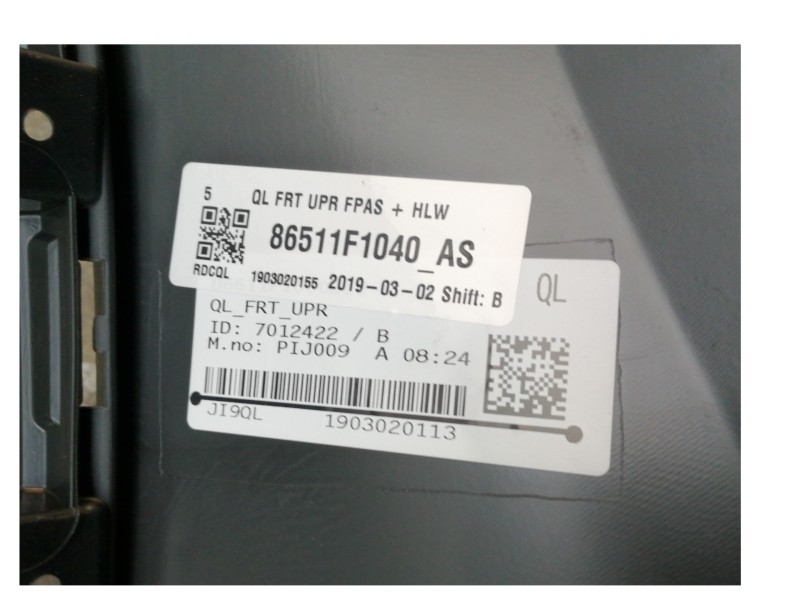 5 QL FRT UPR FPAS + HLW
86511F1040_AS
RDCQL 1903020155 2019-03-02 Shift: B
QL
QL_FRT_UPR
ID: 7012422 / B
M.no: PIJ009 A 08:24
JI9QL 1903020113